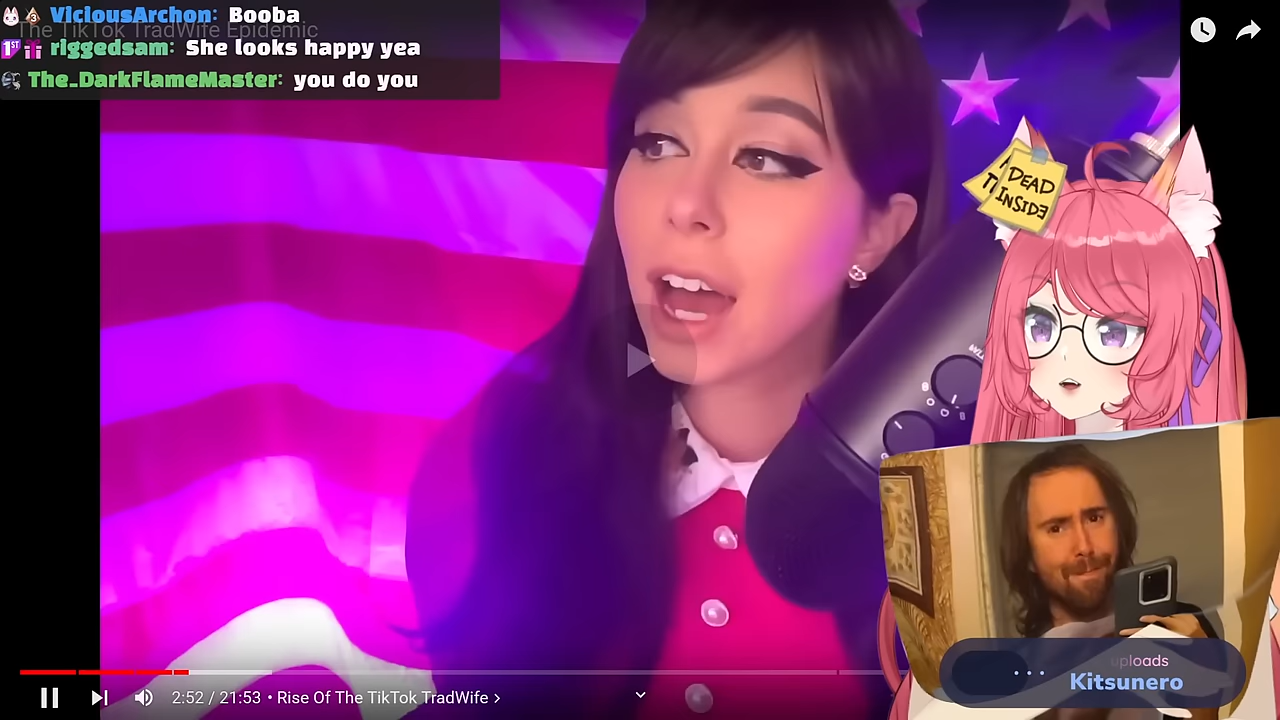 ViciousArchon: Booba
The TikTok TradWife Epidemic
1ST riggedsam: She looks happy yea
The_DarkFlameMaster: you do you
DEAD
INSIDE
2:52 / 21:53 • Rise Of The TikTok TradWife ›
uploads
Kitsunero